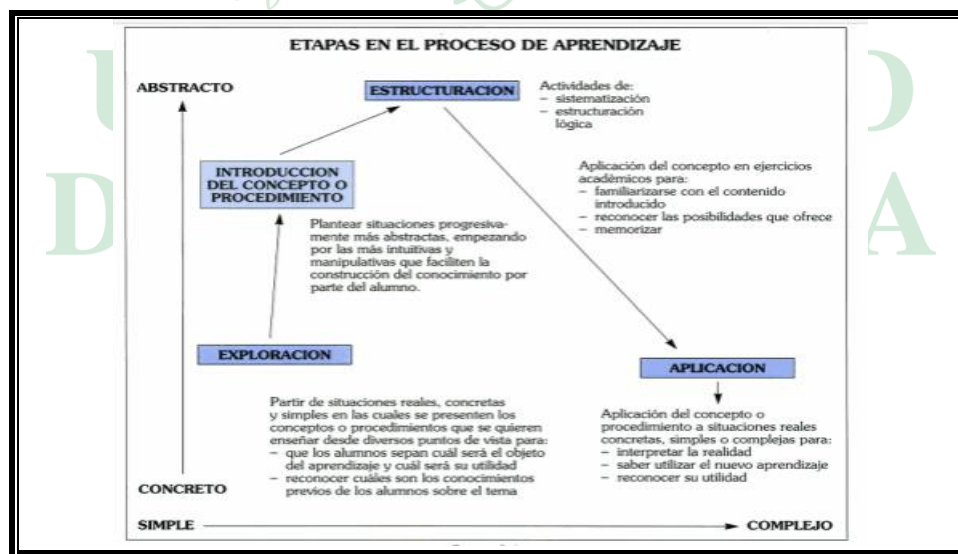 ETAPAS EN EL PROCESO DE APRENDIZAJE
ABSTRACTO
ESTRUCTURACION
Actividades de:
– sistematización
– estructuración
lógica
INTRODUCCION
DEL CONCEPTO O
PROCEDIMIENTO
Aplicación del concepto en ejercicios
acadèmicos para:
– familiarizarse con el contenido
introducido
– reconocer las posibilidades que ofrece
– memorizar
Plantear situaciones progresiva-
mente más abstractas, empezando
por las más intuitivas y
manipulativas que faciliten la
construcción del conocimiento por
parte del alumno.
EXPLORACION
APLICACION
Partir de situaciones reales, concretas
y simples en las cuales se presenten los
conceptos o procedimientos que se quieren
enseñar desde diversos puntos de vista para:
– que los alumnos sepan cuál será el objeto
del aprendizaje y cuál será su utilidad
– reconocer cuáles son los conocimientos
previos de los alumnos sobre el tema
Aplicación del concepto o
procedimiento a situaciones reales
concretas, simples o complejas para:
– interpretar la realidad
– saber utilizar el nuevo aprendizaje
– reconocer su utilidad
CONCRETO
SIMPLE
COMPLEJO